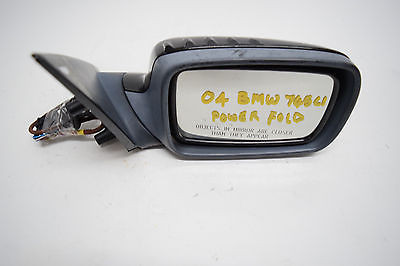 04 BMW 745LI
POWER FOLD
OBJECTS IN MIRROR ARE CLOSER
THAN THEY APPEAR